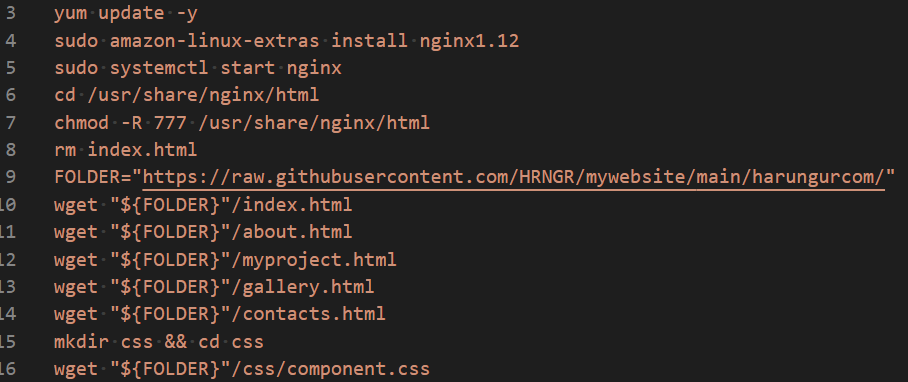 3 yum update -y
4 sudo amazon-linux-extras install nginx1.12
5 sudo systemctl start nginx
6 cd /usr/share/nginx/html
7 chmod -R 777 /usr/share/nginx/html
8 rm index.html
9 FOLDER="https://raw.githubusercontent.com/HRNGR/mywebsite/main/harungurcom/"
10 wget "${FOLDER}"/index.html
11 wget "${FOLDER}"/about.html
12 wget "${FOLDER}"/myproject.html
13 wget "${FOLDER}"/gallery.html
14 wget "${FOLDER}"/contacts.html
15 mkdir css && cd css
16 wget "${FOLDER}"/css/component.css